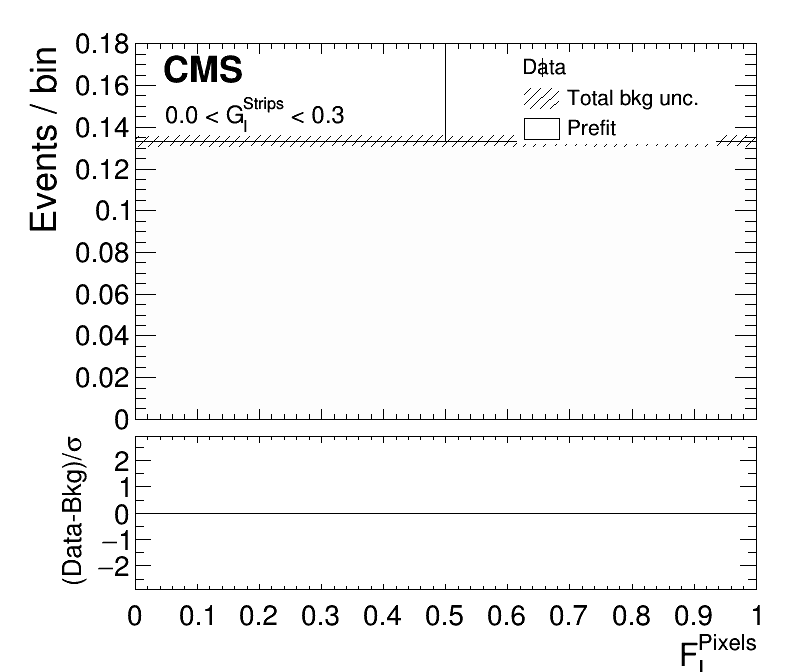 CMS
0.0 < G_l^Strips < 0.3
Data
Total bkg unc.
Prefit
Events / bin
0.18
0.16
0.14
0.12
0.1
0.08
0.06
0.04
0.02
0
(Data-Bkg)/σ
2
1
0
−1
−2
0 0.1 0.2 0.3 0.4 0.5 0.6 0.7 0.8 0.9 1
F_l^Pixels